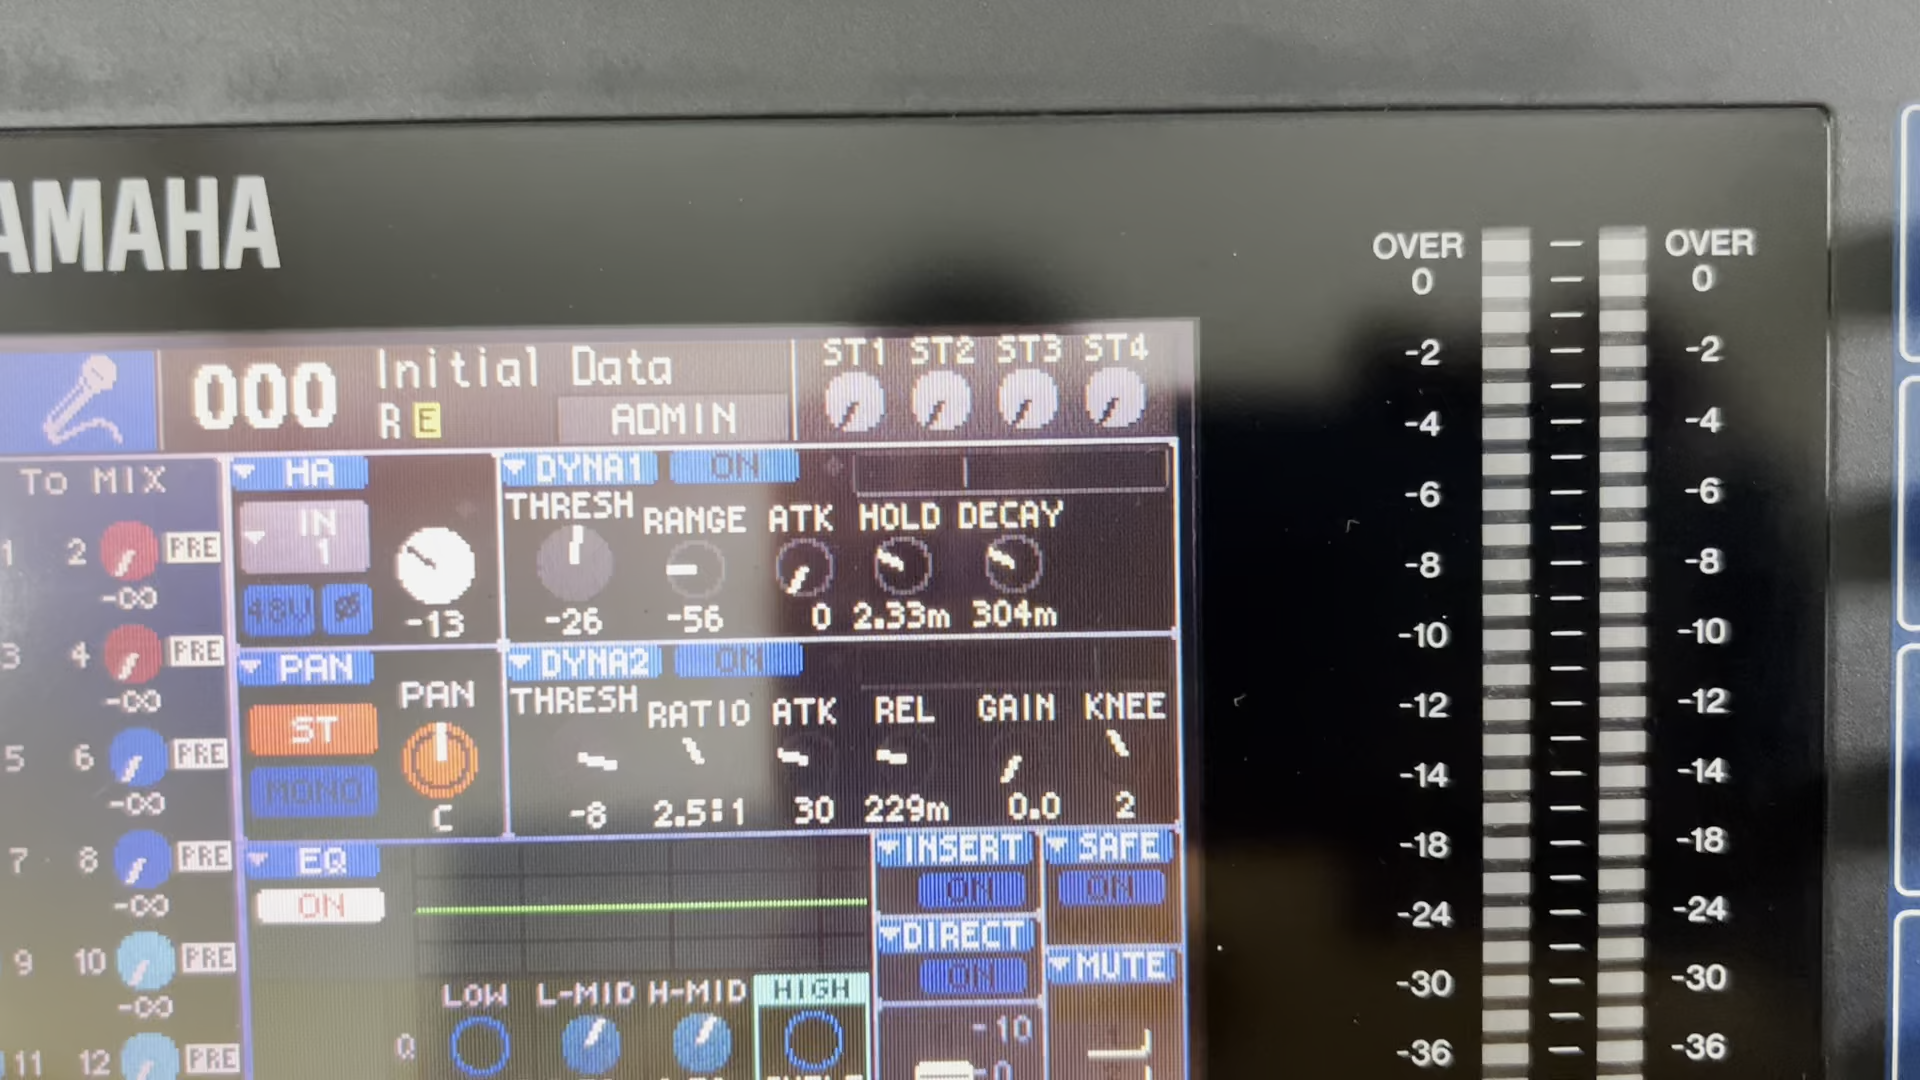 AMAHA
OVER OVER
0 0
-2 -2
-4 -4
-6 -6
-8 -8
-10 -10
-12 -12
-14 -14
-18 -18
-24 -24
-30 -30
-36 -36
000 Initial Data
R E ADMIN
ST1 ST2 ST3 ST4
To MIX
1 2 PRE
-∞
3 4 PRE
-∞
5 6 PRE
-∞
7 8 PRE
-∞
9 10 PRE
-∞
11 12 PRE
HA
IN
1
48V Ø
-13
DYNA1 ON
THRESH RANGE ATK HOLD DECAY
-26 -56 0 2.33m 304m
PAN
PAN
ST
MONO
C
DYNA2 ON
THRESH RATIO ATK REL GAIN KNEE
-8 2.5:1 30 229m 0.0 2
EQ
ON
LOW L-MID H-MID HIGH
Q
INSERT
ON
DIRECT
ON
-10
-0
SAFE
ON
MUTE